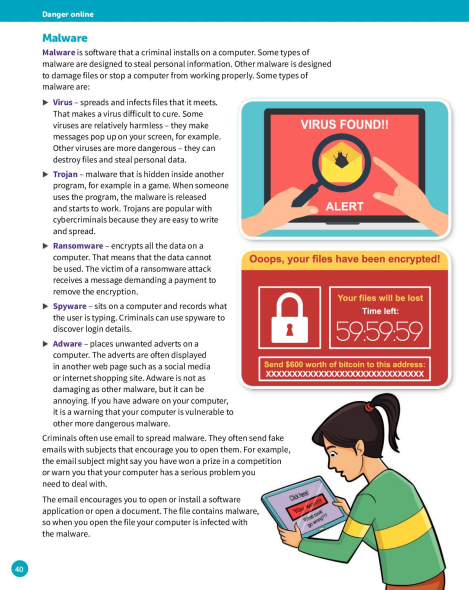 Danger online
Malware
Malware is software that a criminal installs on a computer. Some types of
malware are designed to steal personal information. Other malware is designed
to damage files or stop a computer from working properly. Some types of
malware are:
▶ Virus – spreads and infects files that it meets.
That makes a virus difficult to cure. Some
viruses are relatively harmless – they make
messages pop up on your screen, for example.
Other viruses are more dangerous – they can
destroy files and steal personal data.
▶ Trojan – malware that is hidden inside another
program, for example in a game. When someone
uses the program, the malware is released
and starts to work. Trojans are popular with
cybercriminals because they are easy to write
and spread.
▶ Ransomware – encrypts all the data on a
computer. That means that the data cannot
be used. The victim of a ransomware attack
receives a message demanding a payment to
remove the encryption.
▶ Spyware – sits on a computer and records what
the user is typing. Criminals can use spyware to
discover login details.
▶ Adware – places unwanted adverts on a
computer. The adverts are often displayed
in another web page such as a social media
or internet shopping site. Adware is not as
damaging as other malware, but it can be
annoying. If you have adware on your computer,
it is a warning that your computer is vulnerable to
other more dangerous malware.
VIRUS FOUND!!
ALERT
Ooops, your files have been encrypted!
Your files will be lost
Time left:
59:59:59
Send $600 worth of bitcoin to this address:
XXXXXXXXXXXXXXXXXXXXXXXXXXXXXX
Criminals often use email to spread malware. They often send fake
emails with subjects that encourage you to open them. For example,
the email subject might say you have won a prize in a competition
or warn you that your computer has a serious problem you
need to deal with.
The email encourages you to open or install a software
application or open a document. The file contains malware,
so when you open the file your computer is infected with
the malware.
Click here!
40